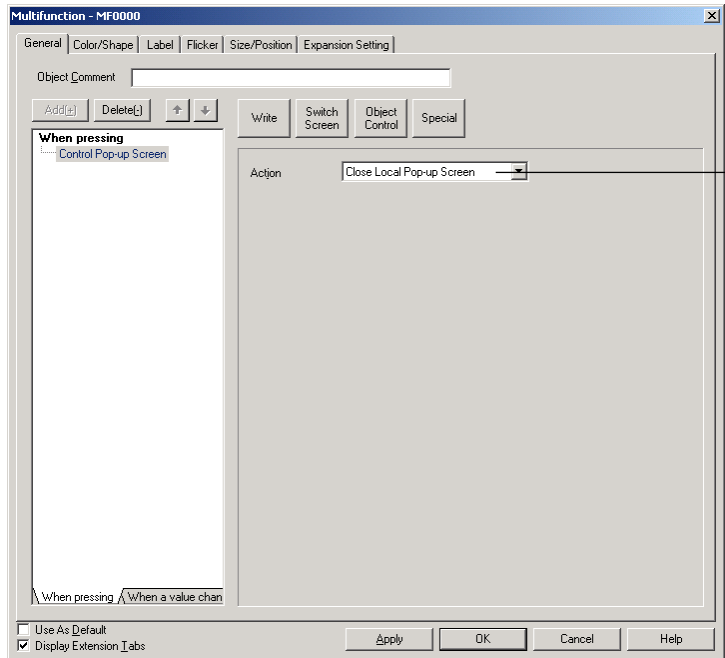 Multifunction - MF0000
General Color/Shape Label Flicker Size/Position Expansion Setting
Object Comment
Add(+) Delete(-) Write Switch Screen Object Control Special
When pressing
Control Pop-up Screen
Action Close Local Pop-up Screen
When pressing When a value chan
Use As Default
Display Extension Tabs
Apply OK Cancel Help